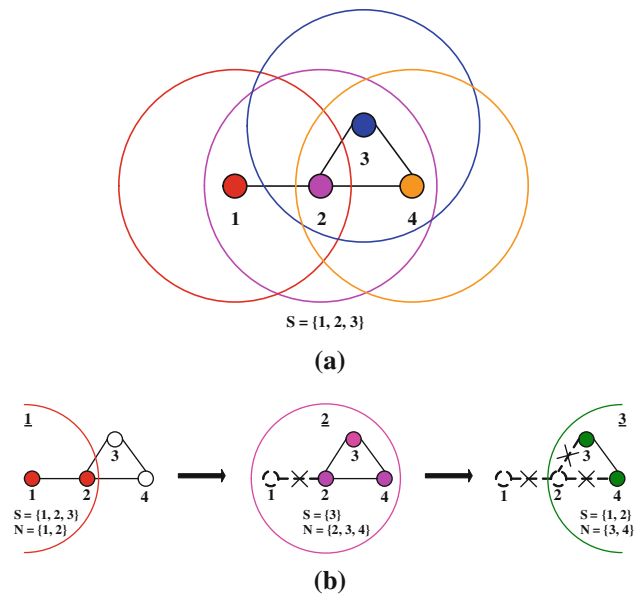 3
1
2
4
S = {1, 2, 3}
(a)
1
3
1
2
4
S = {1, 2, 3}
N = {1, 2}
2
3
1
2
4
S = {3}
N = {2, 3, 4}
3
3
1
2
4
S = {1, 2}
N = {3, 4}
(b)